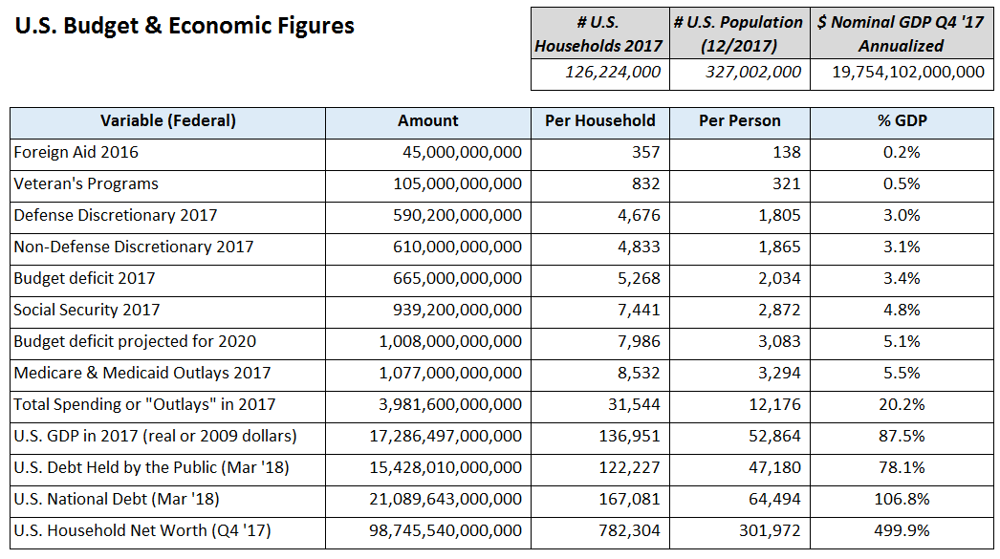 U.S. Budget & Economic Figures
# U.S. Households 2017 # U.S. Population (12/2017) $ Nominal GDP Q4 '17 Annualized
126,224,000 327,002,000 19,754,102,000,000
Variable (Federal) Amount Per Household Per Person % GDP
Foreign Aid 2016 45,000,000,000 357 138 0.2%
Veteran's Programs 105,000,000,000 832 321 0.5%
Defense Discretionary 2017 590,200,000,000 4,676 1,805 3.0%
Non-Defense Discretionary 2017 610,000,000,000 4,833 1,865 3.1%
Budget deficit 2017 665,000,000,000 5,268 2,034 3.4%
Social Security 2017 939,200,000,000 7,441 2,872 4.8%
Budget deficit projected for 2020 1,008,000,000,000 7,986 3,083 5.1%
Medicare & Medicaid Outlays 2017 1,077,000,000,000 8,532 3,294 5.5%
Total Spending or "Outlays" in 2017 3,981,600,000,000 31,544 12,176 20.2%
U.S. GDP in 2017 (real or 2009 dollars) 17,286,497,000,000 136,951 52,864 87.5%
U.S. Debt Held by the Public (Mar '18) 15,428,010,000,000 122,227 47,180 78.1%
U.S. National Debt (Mar '18) 21,089,643,000,000 167,081 64,494 106.8%
U.S. Household Net Worth (Q4 '17) 98,745,540,000,000 782,304 301,972 499.9%